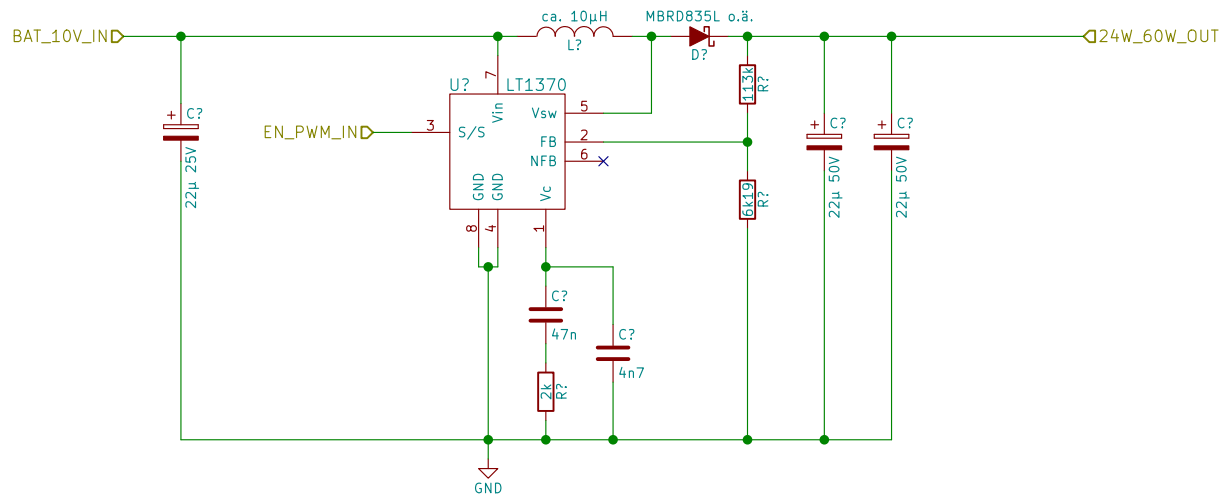 ca. 10µH
MBRD835L o.ä.
BAT_10V_IN
24W_60W_OUT
L?
D?
113k
R?
7
U?
LT1370
Vin
C?
22µ 25V
EN_PWM_IN
3
S/S
Vsw
5
FB
2
NFB
6
C?
22µ 50V
C?
22µ 50V
6k19
R?
GND
GND
Vc
8
4
1
C?
47n
C?
4n7
2k
R?
GND